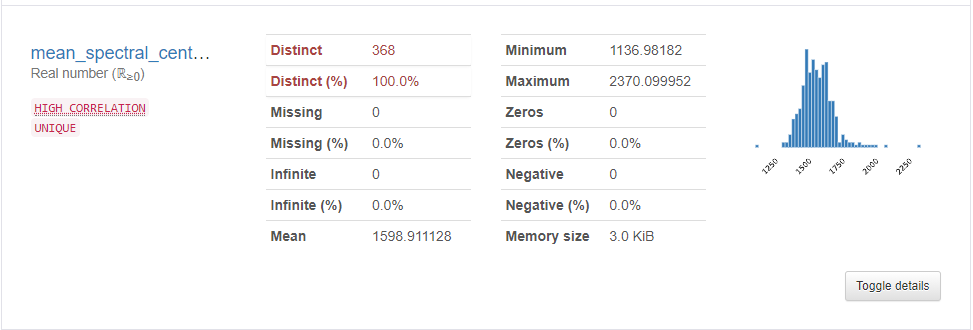 mean_spectral_cent…
Real number (ℝ≥0)
HIGH CORRELATION
UNIQUE
Distinct 368
Distinct (%) 100.0%
Missing 0
Missing (%) 0.0%
Infinite 0
Infinite (%) 0.0%
Mean 1598.911128
Minimum 1136.98182
Maximum 2370.099952
Zeros 0
Zeros (%) 0.0%
Negative 0
Negative (%) 0.0%
Memory size 3.0 KiB
1250 1500 1750 2000 2250
Toggle details